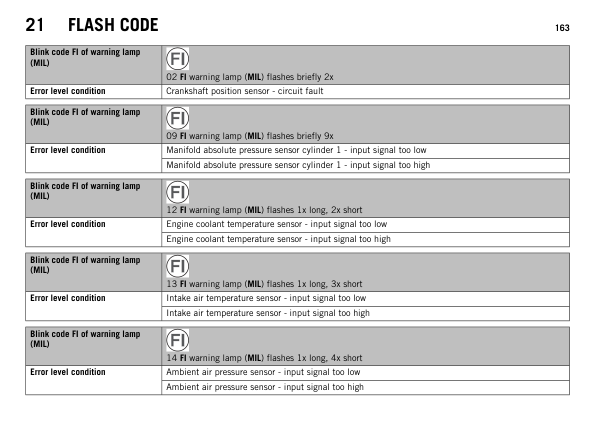 21 FLASH CODE
163
Blink code FI of warning lamp
(MIL)
FI
02 FI warning lamp (MIL) flashes briefly 2x
Error level condition
Crankshaft position sensor - circuit fault
Blink code FI of warning lamp
(MIL)
FI
09 FI warning lamp (MIL) flashes briefly 9x
Error level condition
Manifold absolute pressure sensor cylinder 1 - input signal too low
Manifold absolute pressure sensor cylinder 1 - input signal too high
Blink code FI of warning lamp
(MIL)
FI
12 FI warning lamp (MIL) flashes 1x long, 2x short
Error level condition
Engine coolant temperature sensor - input signal too low
Engine coolant temperature sensor - input signal too high
Blink code FI of warning lamp
(MIL)
FI
13 FI warning lamp (MIL) flashes 1x long, 3x short
Error level condition
Intake air temperature sensor - input signal too low
Intake air temperature sensor - input signal too high
Blink code FI of warning lamp
(MIL)
FI
14 FI warning lamp (MIL) flashes 1x long, 4x short
Error level condition
Ambient air pressure sensor - input signal too low
Ambient air pressure sensor - input signal too high